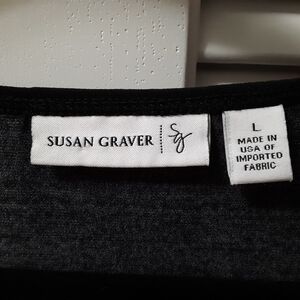 SUSAN GRAVER
Sg
L
MADE IN
USA OF
IMPORTED
FABRIC